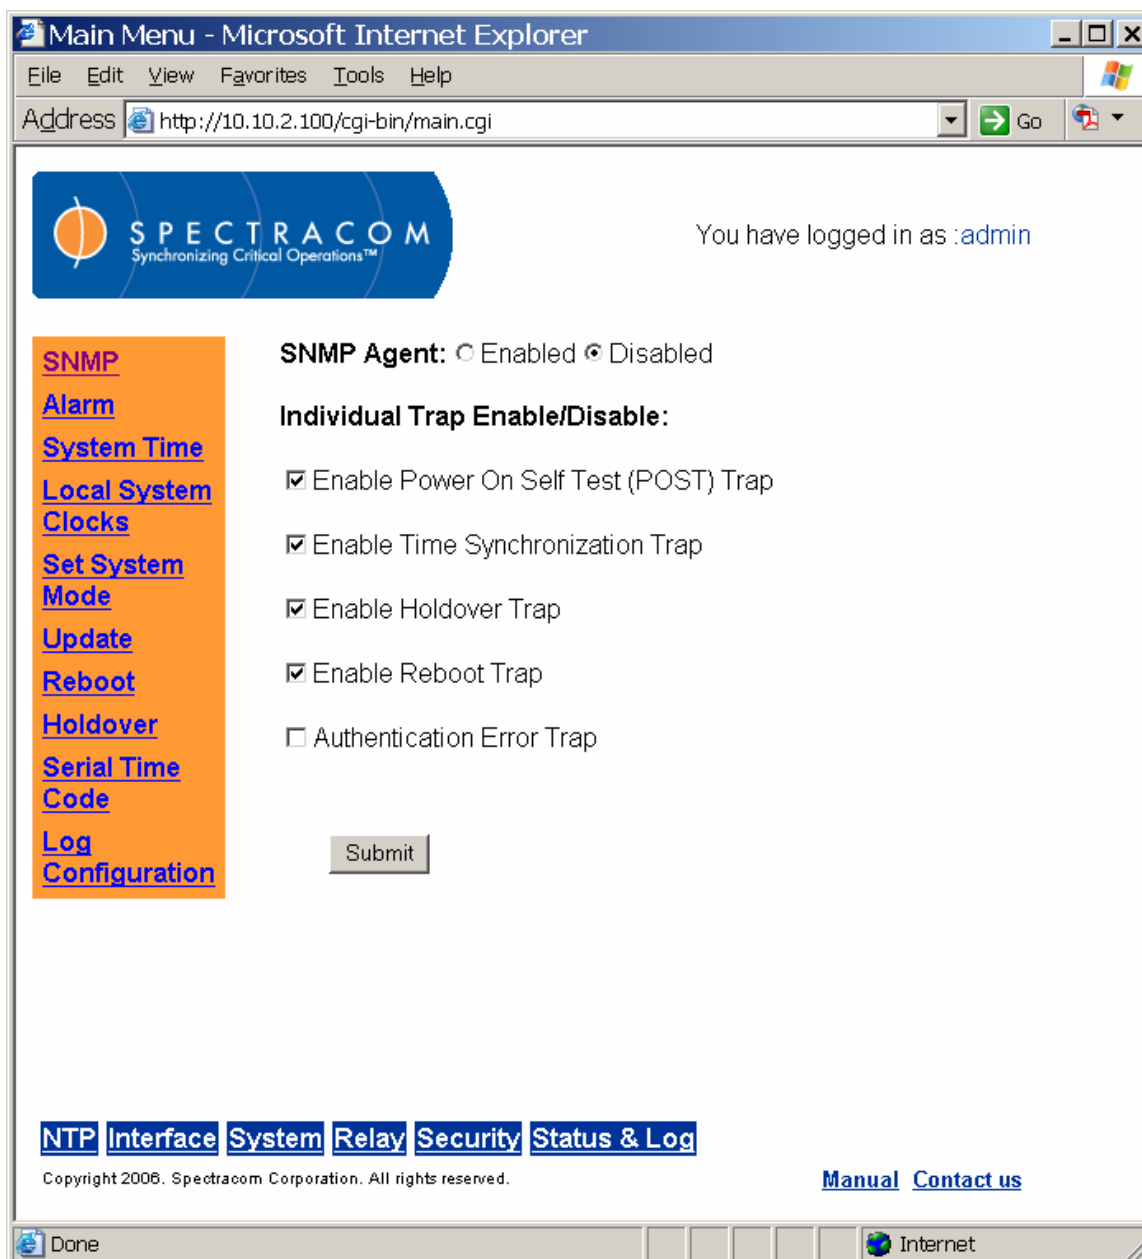 Main Menu - Microsoft Internet Explorer
File Edit View Favorites Tools Help
Address http://10.10.2.100/cgi-bin/main.cgi Go
SPECTRACOM
Synchronizing Critical Operations™
You have logged in as :admin
SNMP
Alarm
System Time
Local System
Clocks
Set System
Mode
Update
Reboot
Holdover
Serial Time
Code
Log
Configuration
SNMP Agent: Enabled Disabled
Individual Trap Enable/Disable:
Enable Power On Self Test (POST) Trap
Enable Time Synchronization Trap
Enable Holdover Trap
Enable Reboot Trap
Authentication Error Trap
Submit
NTP Interface System Relay Security Status & Log
Copyright 2006. Spectracom Corporation. All rights reserved.
Manual Contact us
Done Internet